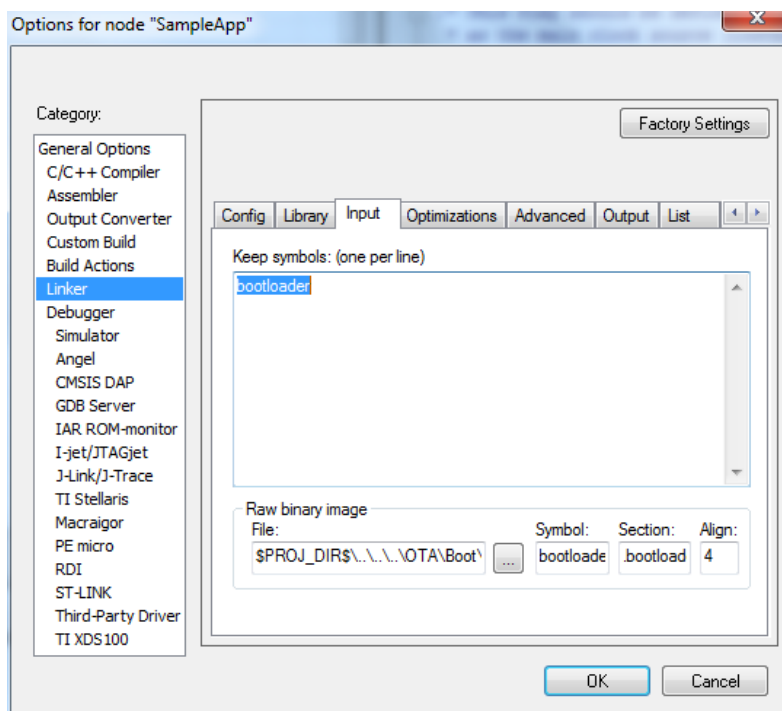 Options for node "SampleApp"
Category:
Factory Settings
General Options
C/C++ Compiler
Assembler
Output Converter
Custom Build
Build Actions
Linker
Debugger
Simulator
Angel
CMSIS DAP
GDB Server
IAR ROM-monitor
I-jet/JTAGjet
J-Link/J-Trace
TI Stellaris
Macraigor
PE micro
RDI
ST-LINK
Third-Party Driver
TI XDS100
Config Library Input Optimizations Advanced Output List
Keep symbols: (one per line)
bootloader
Raw binary image
File: Symbol: Section: Align:
$PROJ_DIR$\..\..\..\OTA\Boot\ ... bootloade .bootload 4
OK Cancel